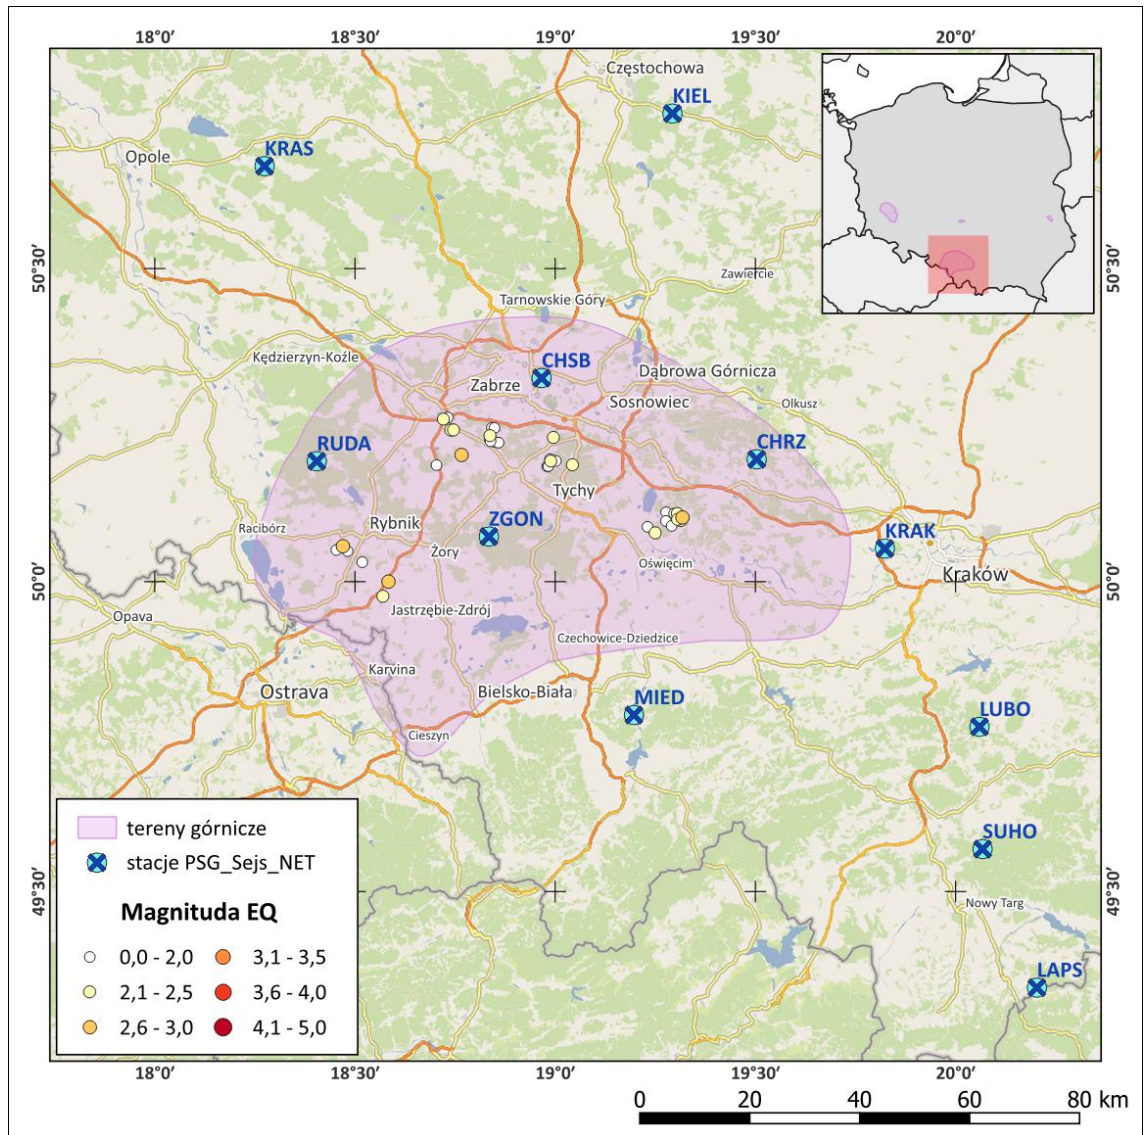 18°0' 18°30' 19°0' 19°30' 20°0'
Częstochowa
KIEL
KRAS
Opole
50°30' 50°30'
Zawiercie
Tarnowskie Góry
Kędzierzyn-Koźle
CHSB
Dąbrowa Górnicza
Zabrze
Sosnowiec
Olkusz
RUDA
CHRZ
Tychy
ZGON
Rybnik
Racibórz
KRAK
Żory
Oświęcim
Kraków
50°0' 50°0'
Jastrzębie-Zdrój
Opava
Czechowice-Dziedzice
Karvina
Ostrava
Bielsko-Biała
MIED
LUBO
Cieszyn
SUHO
49°30' 49°30'
Nowy Targ
LAPS
tereny górnicze
stacje PSG_Sejs_NET
Magnituda EQ
0,0 - 2,0 3,1 - 3,5
2,1 - 2,5 3,6 - 4,0
2,6 - 3,0 4,1 - 5,0
18°0' 18°30' 19°0' 19°30' 20°0'
0 20 40 60 80 km